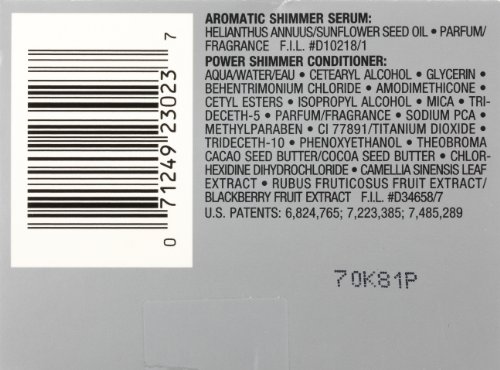 AROMATIC SHIMMER SERUM:
HELIANTHUS ANNUUS/SUNFLOWER SEED OIL • PARFUM/
FRAGRANCE F.I.L. #D10218/1
POWER SHIMMER CONDITIONER:
AQUA/WATER/EAU • CETEARYL ALCOHOL • GLYCERIN •
BEHENTRIMONIUM CHLORIDE • AMODIMETHICONE •
CETYL ESTERS • ISOPROPYL ALCOHOL • MICA • TRI-
DECETH-5 • PARFUM/FRAGRANCE • SODIUM PCA •
METHYLPARABEN • CI 77891/TITANIUM DIOXIDE •
TRIDECETH-10 • PHENOXYETHANOL • THEOBROMA
CACAO SEED BUTTER/COCOA SEED BUTTER • CHLOR-
HEXIDINE DIHYDROCHLORIDE • CAMELLIA SINENSIS LEAF
EXTRACT • RUBUS FRUTICOSUS FRUIT EXTRACT/
BLACKBERRY FRUIT EXTRACT F.I.L. #D34658/7
U.S. PATENTS: 6,824,765; 7,223,385; 7,485,289
0 71249 23023 7
70K81P